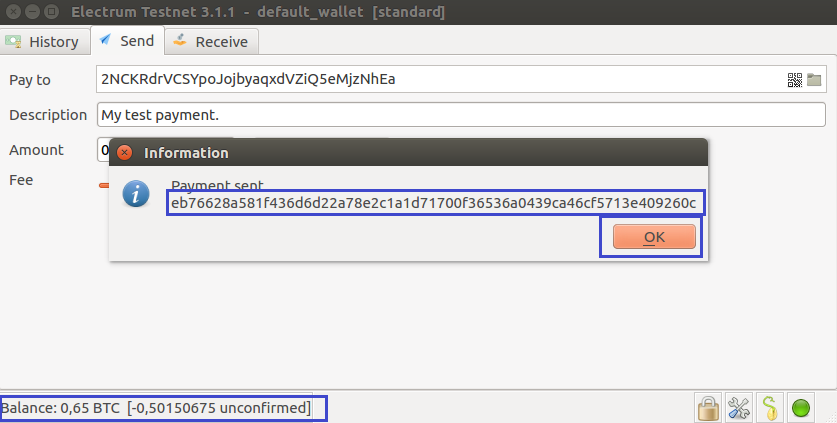 Electrum Testnet 3.1.1 - default_wallet [standard]
History Send Receive
Pay to 2NCKRdrVCSYpoJojbyaqxdVZiQ5eMjzNhEa
Description My test payment.
Amount 0
Information
Fee
Payment sent
eb76628a581f436d6d22a78e2c1a1d71700f36536a0439ca46cf5713e409260c
OK
Balance: 0,65 BTC [-0,50150675 unconfirmed]